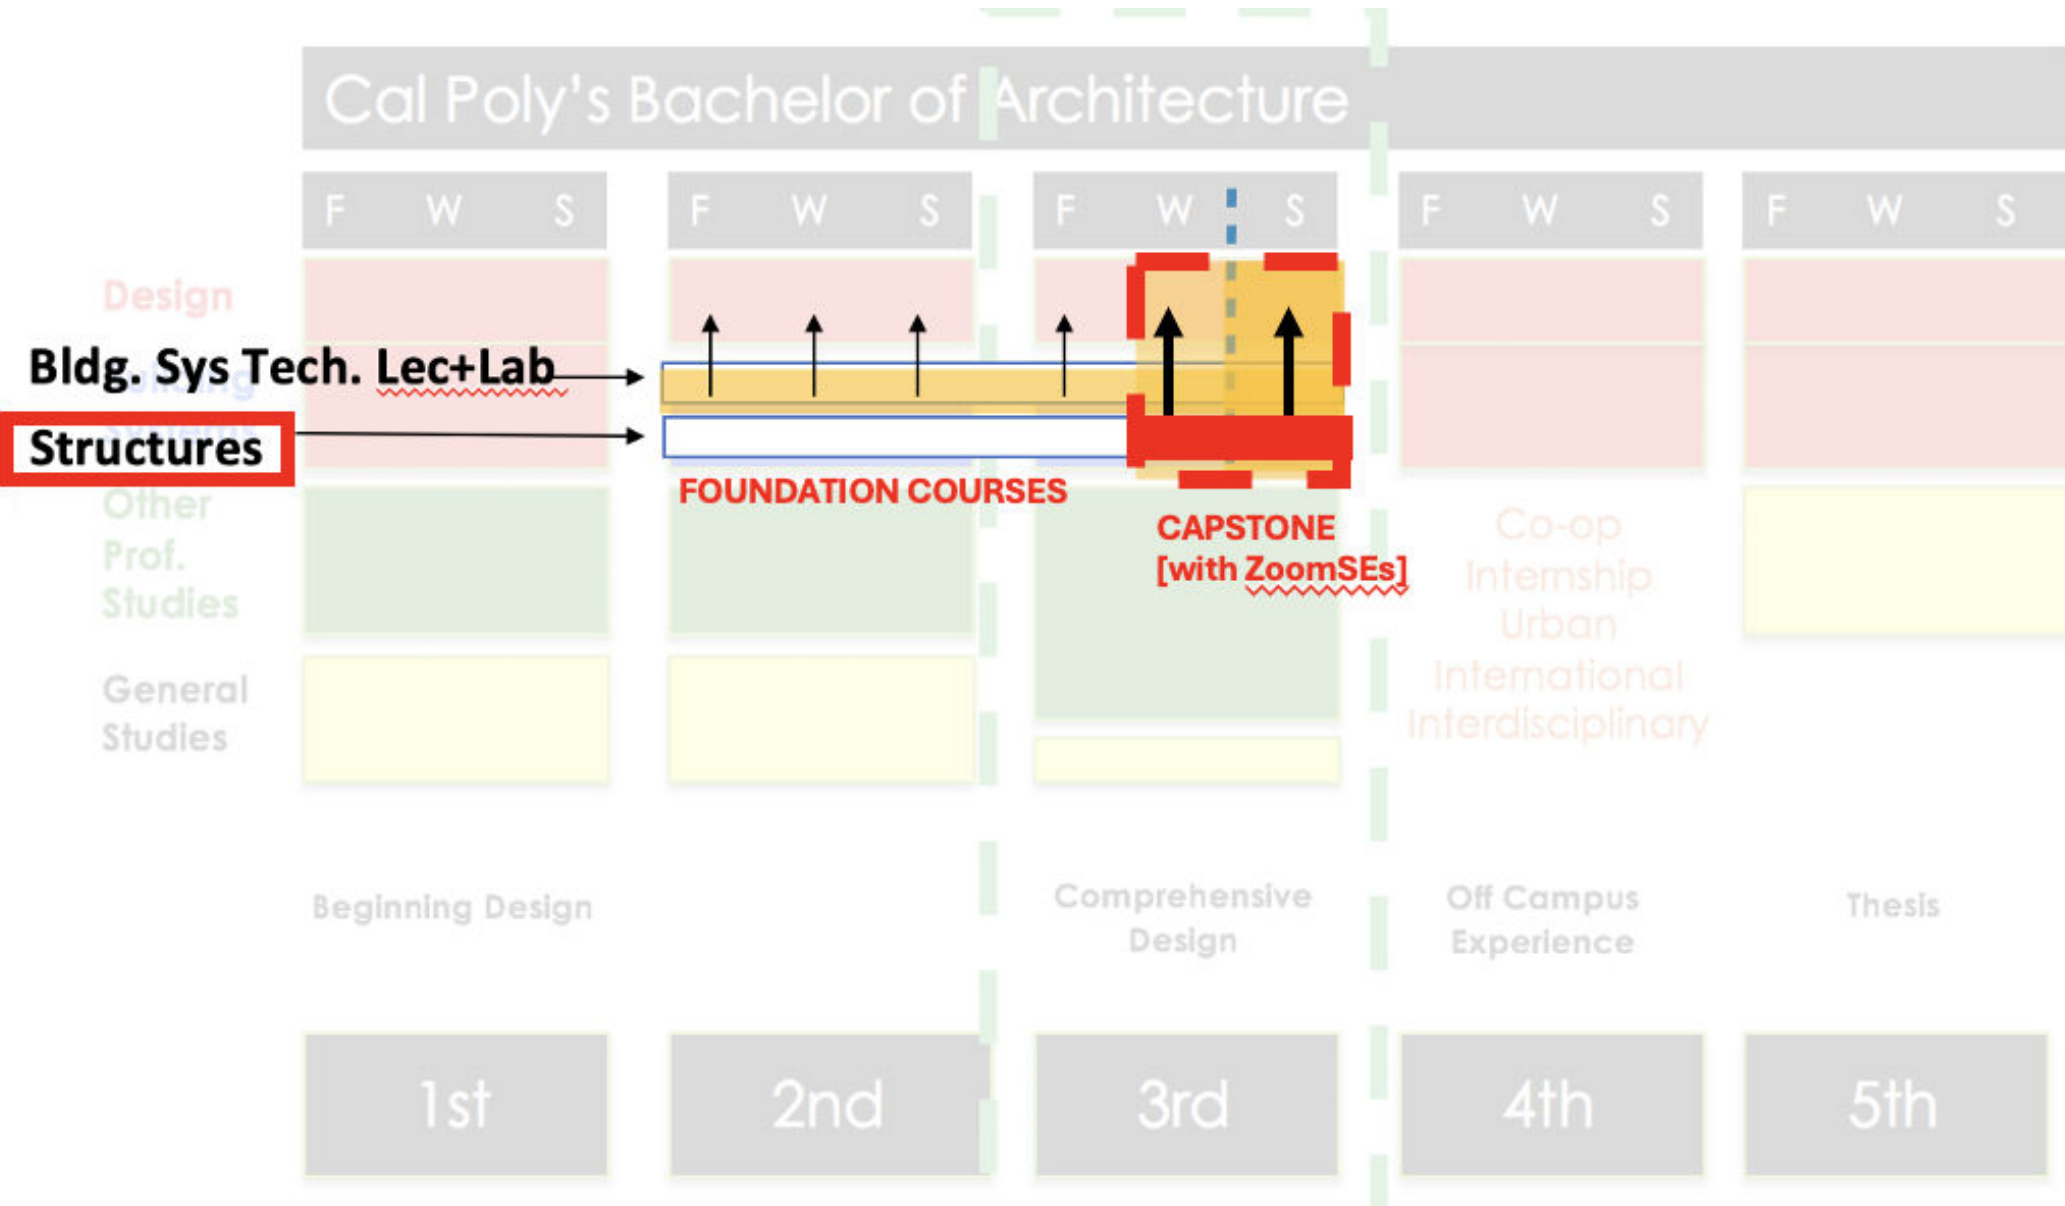 Cal Poly's Bachelor of Architecture
F W S
F W S
F W S
F W S
F W S
Design
Bldg. Sys Tech. Lec+Lab
Building
Structures
Systems
FOUNDATION COURSES
Other
Prof.
Studies
CAPSTONE
[with ZoomSEs]
Co-op
Internship
Urban
International
Interdisciplinary
General
Studies
Beginning Design
Comprehensive
Design
Off Campus
Experience
Thesis
1st
2nd
3rd
4th
5th